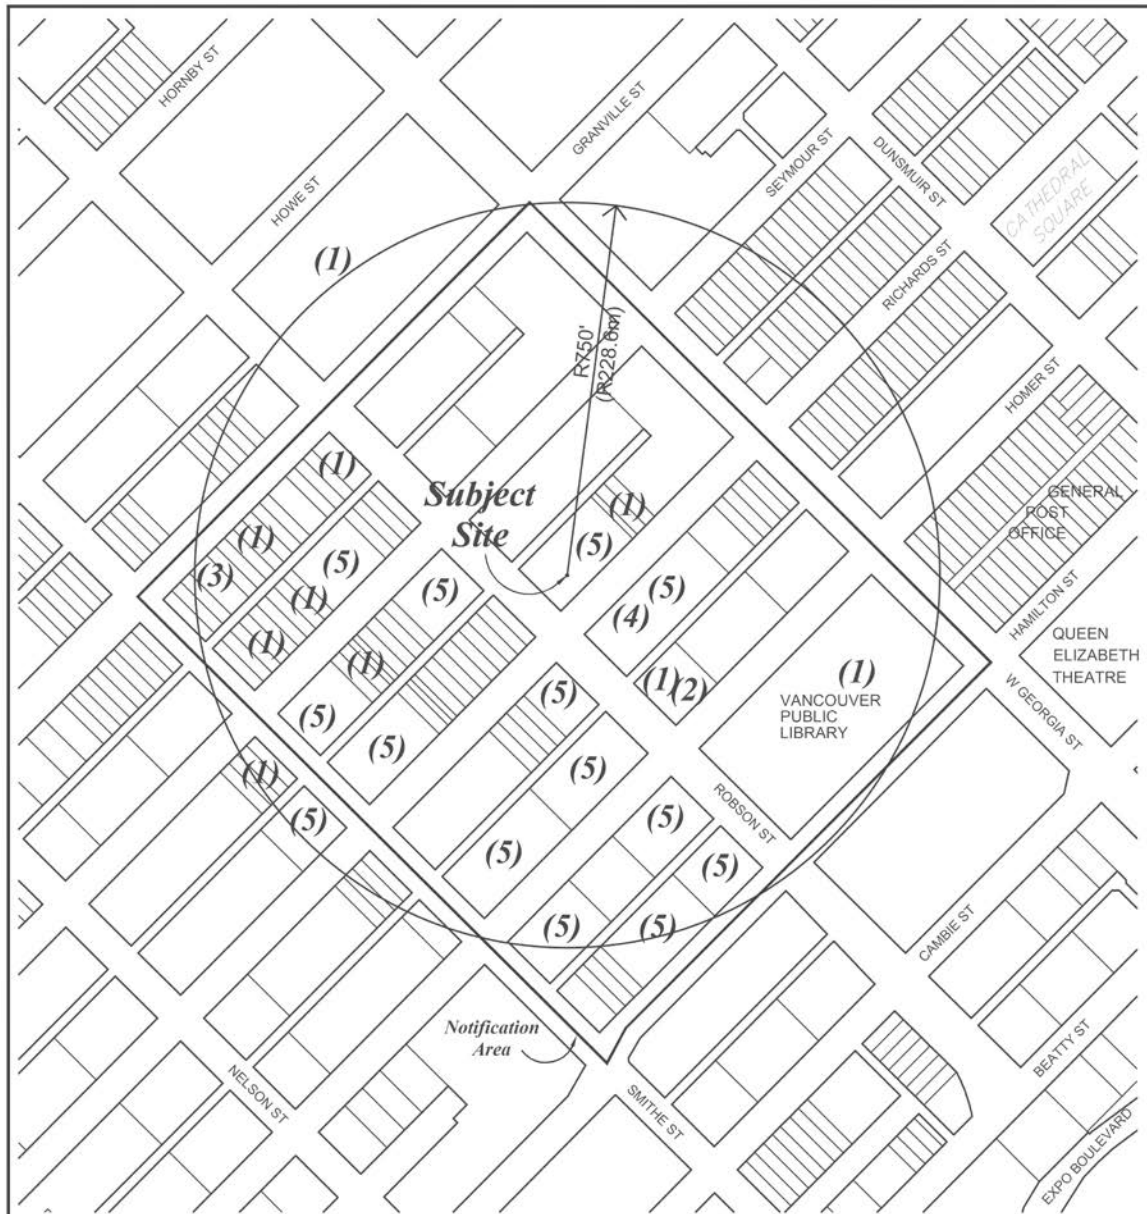 HORNBY ST
GRANVILLE ST
SEYMOUR ST
DUNSMUIR ST
CATHEDRAL
SQUARE
HOWE ST
RICHARDS ST
(1)
R750'
(R228.6m)
HOMER ST
(1)
Subject
Site
(1)
(5)
GENERAL
POST
OFFICE
(1)
(5)
(3)
(1)
(5)
(5)
(4)
HAMILTON ST
(1)
(1)
QUEEN
ELIZABETH
THEATRE
(1)
(2)
(1)
VANCOUVER
PUBLIC
LIBRARY
W GEORGIA ST
(5)
(5)
(5)
(5)
(1)
(5)
ROBSON ST
(5)
(5)
(5)
(5)
(5)
CAMBIE ST
Notification
Area
BEATTY ST
NELSON ST
SMITHE ST
EXPO BOULEVARD